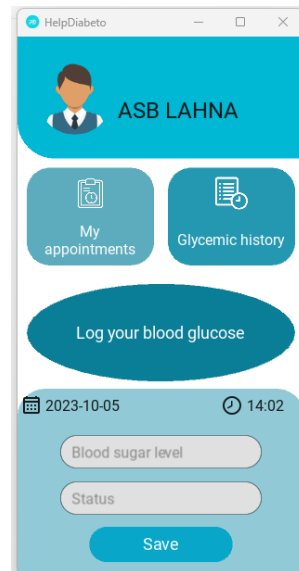 HelpDiabeto
ASB LAHNA
My
appointments
Glycemic history
Log your blood glucose
2023-10-05
14:02
Blood sugar level
Status
Save